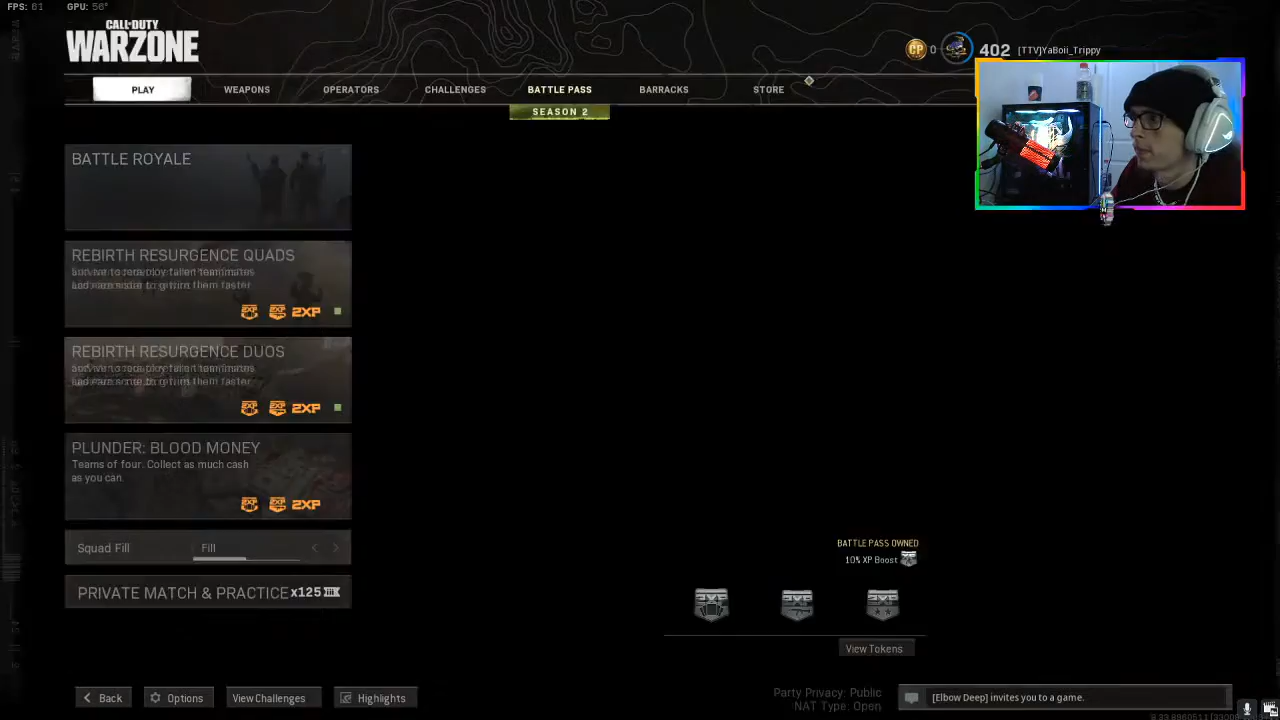 FPS: 61 GPU: 56°
CALL OF DUTY
WARZONE
CP 0 402 [TTV]YaBoii_Trippy
PLAY WEAPONS OPERATORS CHALLENGES BATTLE PASS BARRACKS STORE
SEASON 2
BATTLE ROYALE
REBIRTH RESURGENCE QUADS
2XP
REBIRTH RESURGENCE DUOS
2XP
PLUNDER: BLOOD MONEY
Teams of four. Collect as much cash
as you can.
2XP
Squad Fill Fill
PRIVATE MATCH & PRACTICE x125
BATTLE PASS OWNED
10% XP Boost
2XP 2XP 2XP
View Tokens
Back Options View Challenges Highlights
Party Privacy: Public
NAT Type: Open
[Elbow Deep] invites you to a game.